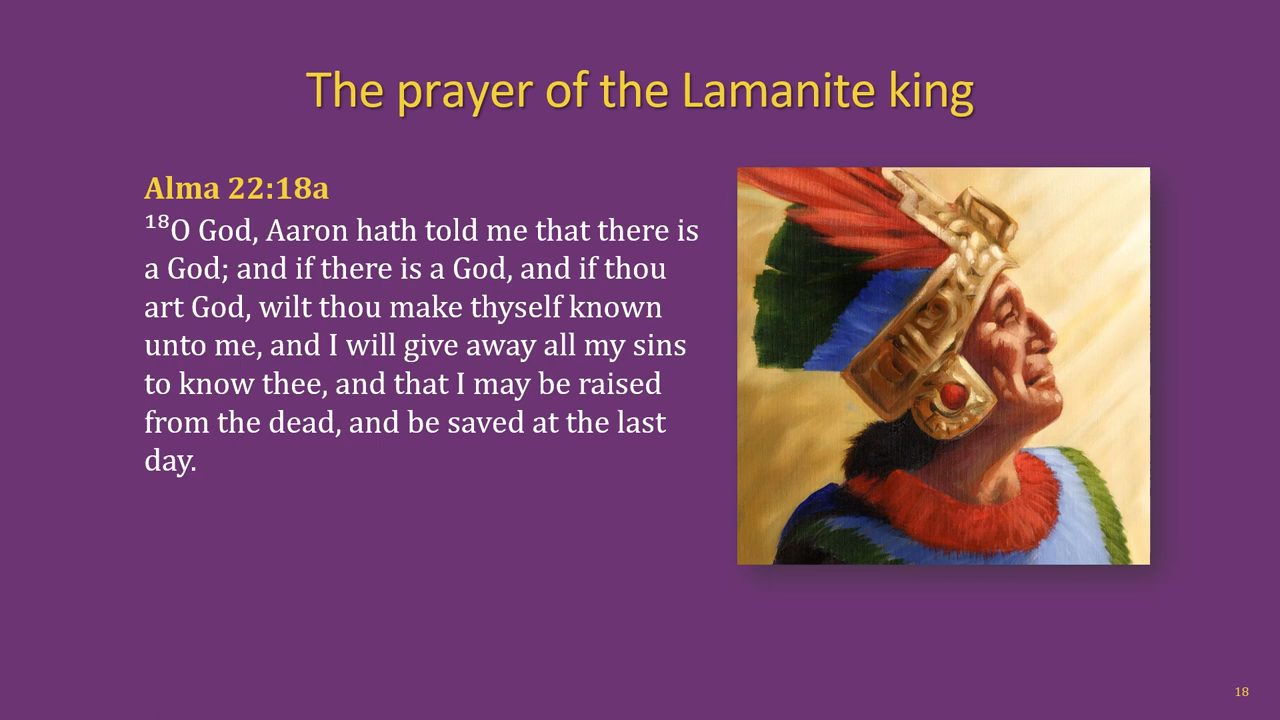 The prayer of the Lamanite king
Alma 22:18a
¹⁸O God, Aaron hath told me that there is
a God; and if there is a God, and if thou
art God, wilt thou make thyself known
unto me, and I will give away all my sins
to know thee, and that I may be raised
from the dead, and be saved at the last
day.
18